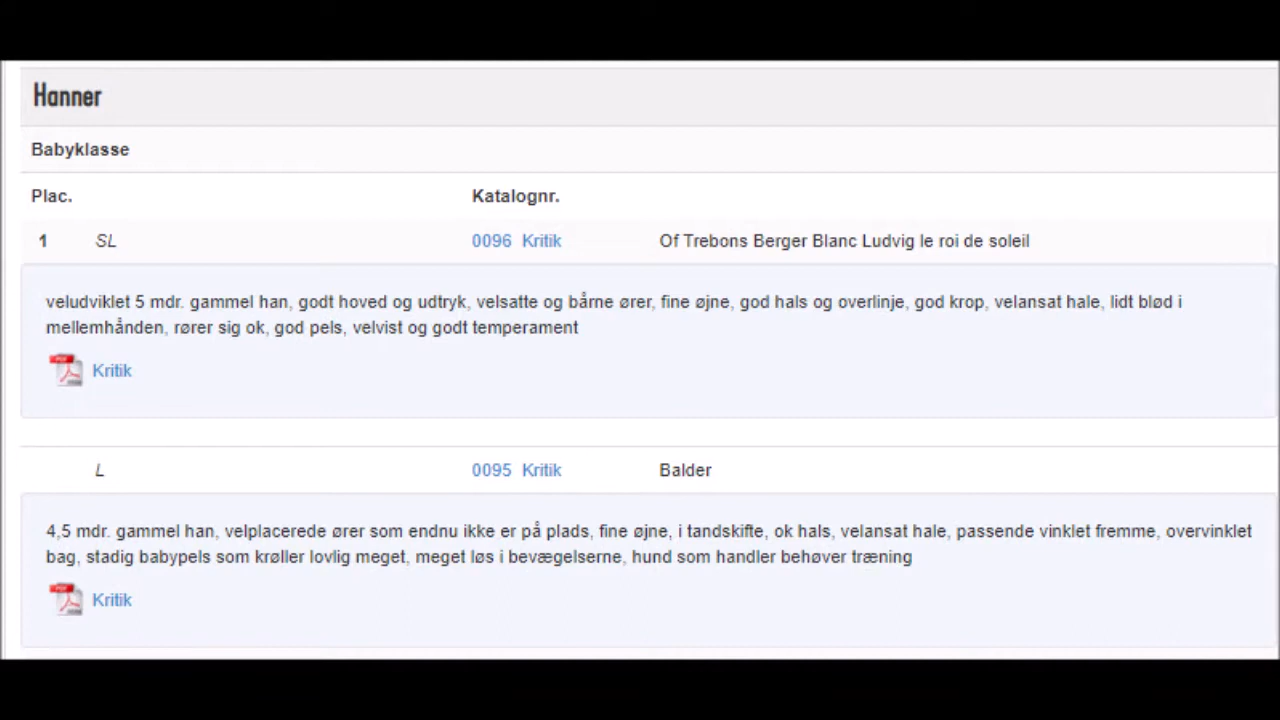 Hanner
Babyklasse
Plac. Katalognr.
1 SL 0096 Kritik Of Trebons Berger Blanc Ludvig le roi de soleil
veludviklet 5 mdr. gammel han, godt hoved og udtryk, velsatte og bårne ører, fine øjne, god hals og overlinje, god krop, velansat hale, lidt blød i
mellemhånden, rører sig ok, god pels, velvist og godt temperament
PDF Kritik
L 0095 Kritik Balder
4,5 mdr. gammel han, velplacerede ører som endnu ikke er på plads, fine øjne, i tandskifte, ok hals, velansat hale, passende vinklet fremme, overvinklet
bag, stadig babypels som krøller lovlig meget, meget løs i bevægelserne, hund som handler behøver træning
PDF Kritik